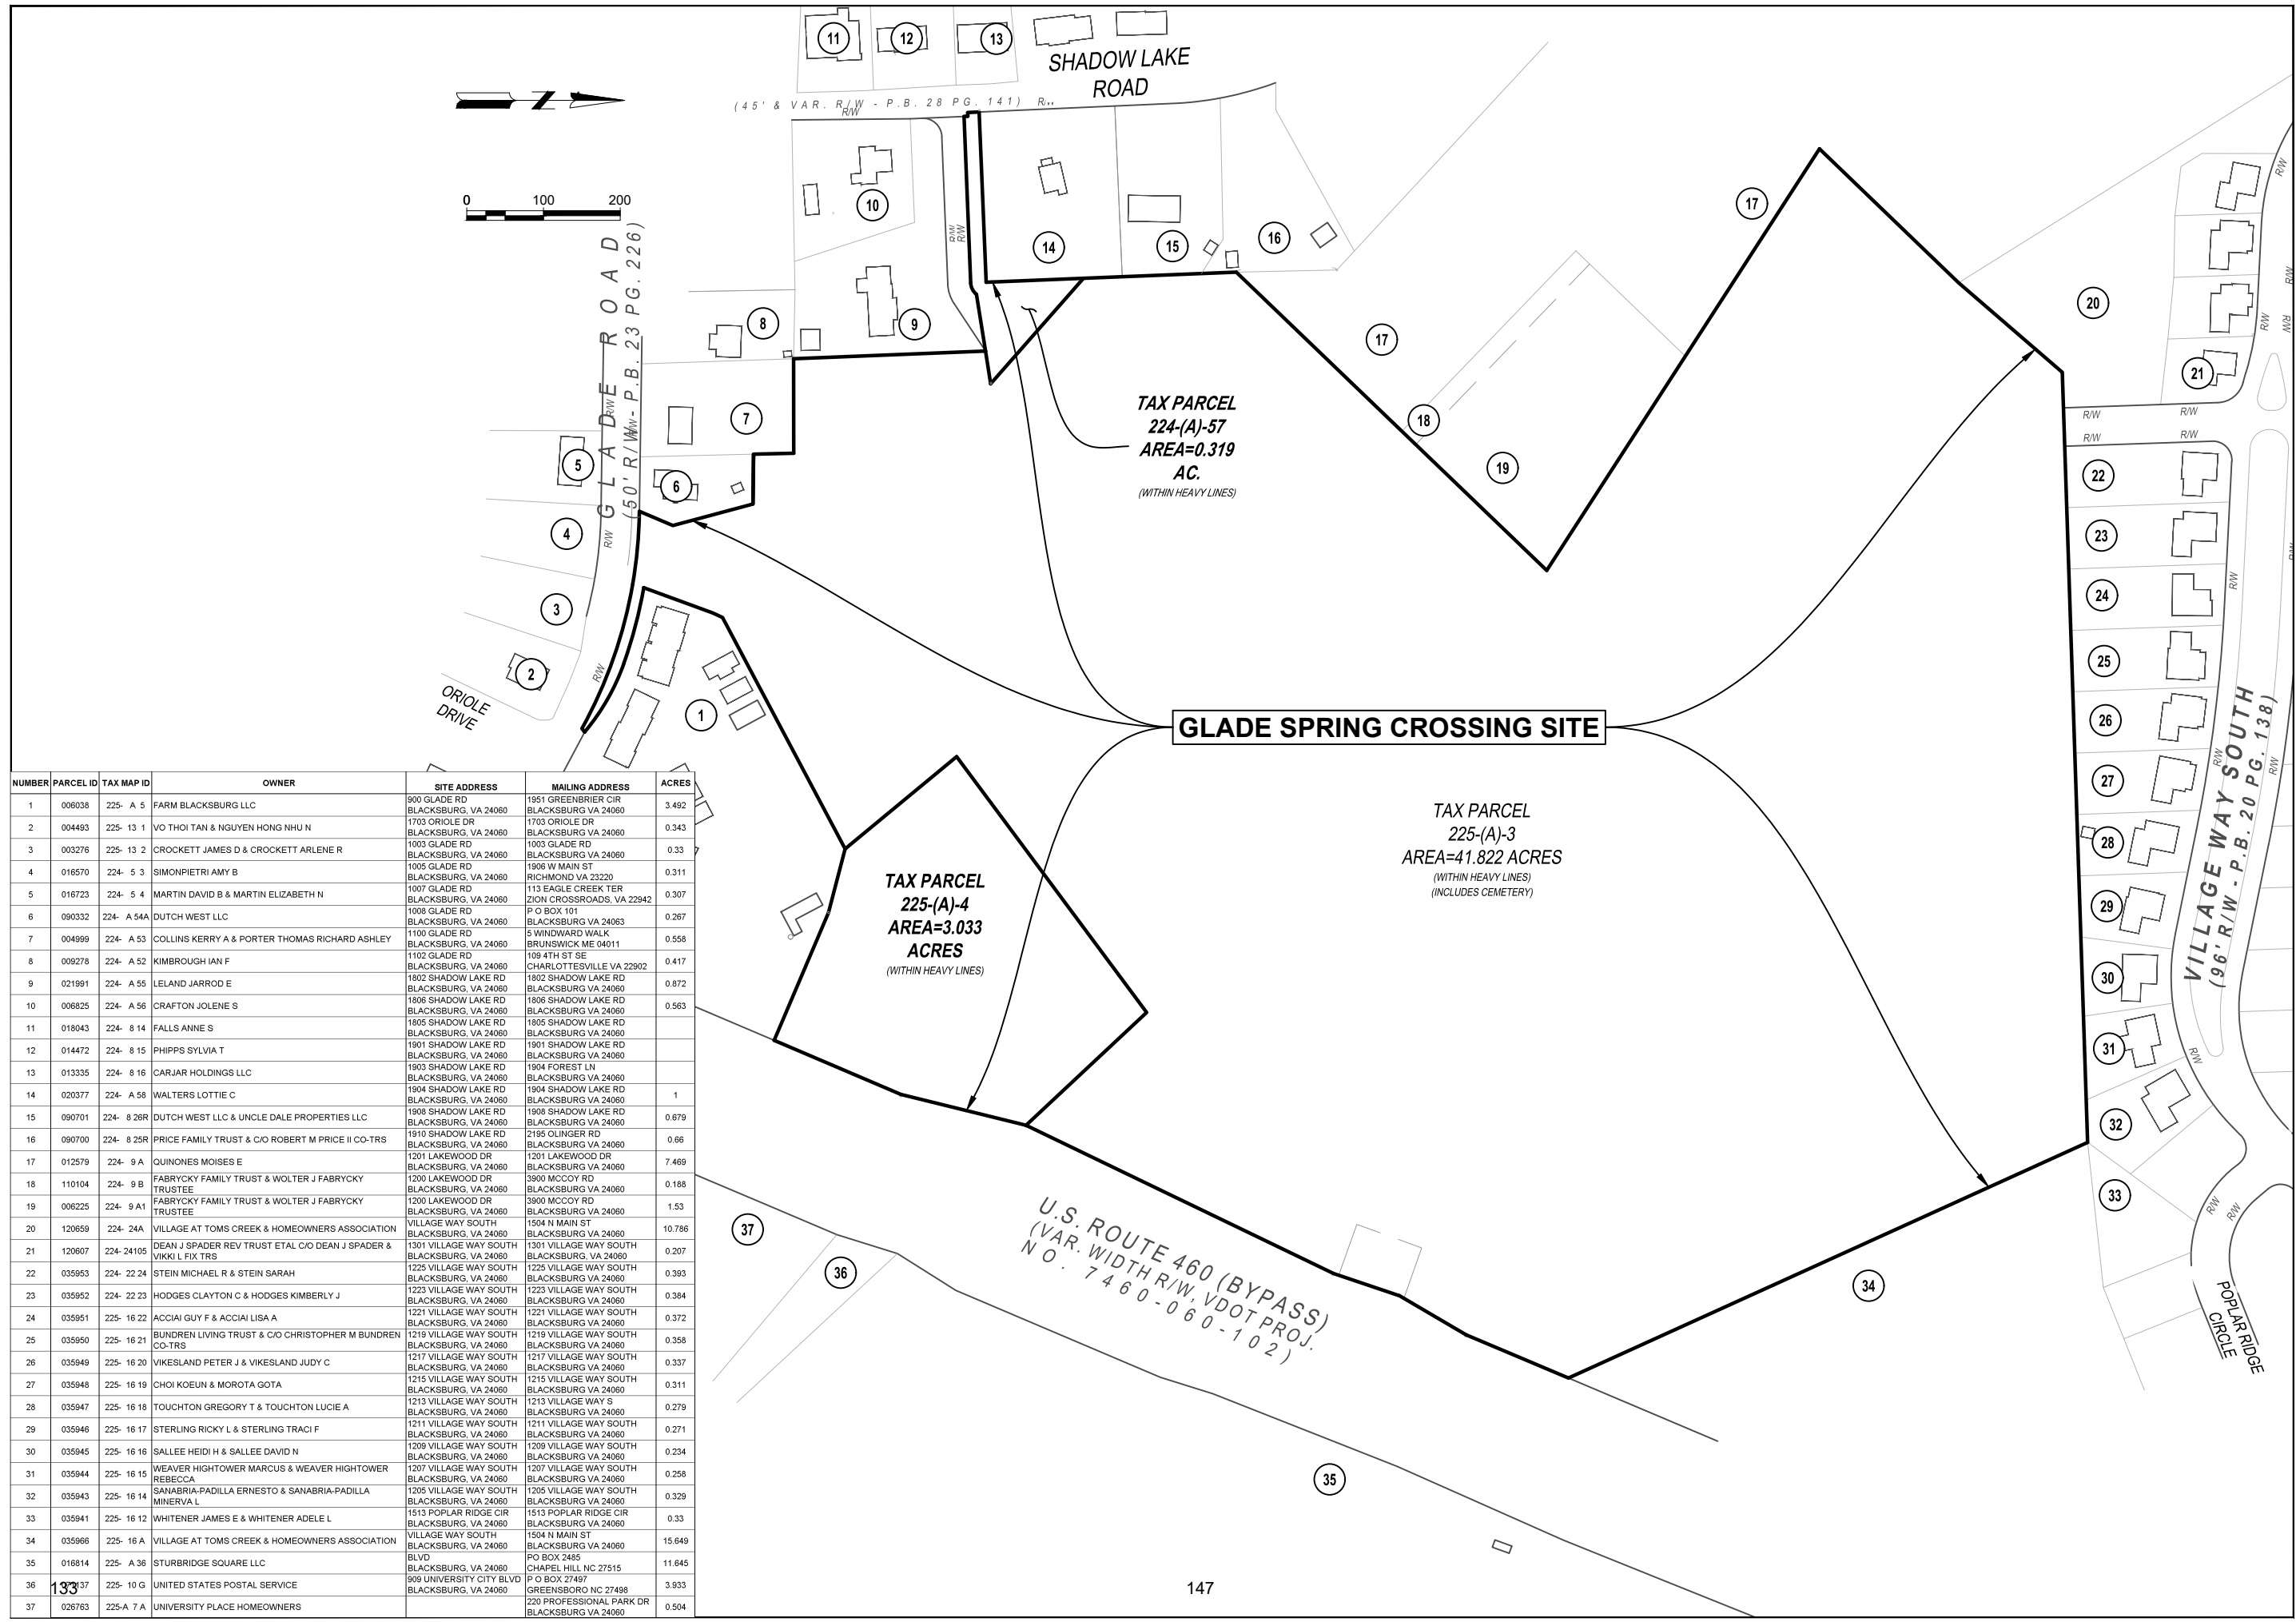 11
12
13
SHADOW LAKE
ROAD
(45' & VAR. R/W - P.B. 28 PG. 141)
R/W
N
0 100 200
GLADE ROAD
(50' R/W - P.B. 23 PG. 226)
R/W
R/W
R/W
R/W
R/W
10
14
15
16
17
17
18
19
20
21
8
9
7
6
5
4
3
2
1
ORIOLE
DRIVE
TAX PARCEL
224-(A)-57
AREA=0.319
AC.
(WITHIN HEAVY LINES)
GLADE SPRING CROSSING SITE
TAX PARCEL
225-(A)-3
AREA=41.822 ACRES
(WITHIN HEAVY LINES)
(INCLUDES CEMETERY)
TAX PARCEL
225-(A)-4
AREA=3.033
ACRES
(WITHIN HEAVY LINES)
R/W
R/W
R/W
R/W
R/W
R/W
R/W
R/W
22
23
24
25
26
27
28
29
30
31
32
33
34
35
36
37
VILLAGE WAY SOUTH
(96' R/W - P.B. 20 PG. 138)
R/W
R/W
R/W
R/W
R/W
R/W
POPLAR RIDGE
CIRCLE
U.S. ROUTE 460 (BYPASS)
(VAR. WIDTH R/W, VDOT PROJ.
NO. 7460-060-102)
NUMBER PARCEL ID TAX MAP ID OWNER SITE ADDRESS MAILING ADDRESS ACRES
1 006038 225- A 5 FARM BLACKSBURG LLC 900 GLADE RD BLACKSBURG, VA 24060 1951 GREENBRIER CIR BLACKSBURG VA 24060 3.492
2 004493 225- 13 1 VO THOI TAN & NGUYEN HONG NHU N 1703 ORIOLE DR BLACKSBURG, VA 24060 1703 ORIOLE DR BLACKSBURG VA 24060 0.343
3 003276 225- 13 2 CROCKETT JAMES D & CROCKETT ARLENE R 1003 GLADE RD BLACKSBURG, VA 24060 1003 GLADE RD BLACKSBURG VA 24060 0.33
4 016570 224- 5 3 SIMONPIETRI AMY B 1005 GLADE RD BLACKSBURG, VA 24060 1906 W MAIN ST RICHMOND VA 23220 0.311
5 016723 224- 5 4 MARTIN DAVID B & MARTIN ELIZABETH N 1007 GLADE RD BLACKSBURG, VA 24060 113 EAGLE CREEK TER ZION CROSSROADS, VA 22942 0.307
6 090332 224- A 54A DUTCH WEST LLC 1008 GLADE RD BLACKSBURG, VA 24060 P O BOX 101 BLACKSBURG VA 24063 0.267
7 004999 224- A 53 COLLINS KERRY A & PORTER THOMAS RICHARD ASHLEY 1100 GLADE RD BLACKSBURG, VA 24060 5 WINDWARD WALK BRUNSWICK ME 04011 0.558
8 009278 224- A 52 KIMBROUGH IAN F 1102 GLADE RD BLACKSBURG, VA 24060 109 4TH ST SE CHARLOTTESVILLE VA 22902 0.417
9 021991 224- A 55 LELAND JARROD E 1802 SHADOW LAKE RD BLACKSBURG, VA 24060 1802 SHADOW LAKE RD BLACKSBURG VA 24060 0.872
10 006825 224- A 56 CRAFTON JOLENE S 1806 SHADOW LAKE RD BLACKSBURG, VA 24060 1806 SHADOW LAKE RD BLACKSBURG VA 24060 0.563
11 018043 224- 8 14 FALLS ANNE S 1805 SHADOW LAKE RD BLACKSBURG, VA 24060 1805 SHADOW LAKE RD BLACKSBURG VA 24060
12 014472 224- 8 15 PHIPPS SYLVIA T 1901 SHADOW LAKE RD BLACKSBURG, VA 24060 1901 SHADOW LAKE RD BLACKSBURG VA 24060
13 013335 224- 8 16 CARJAR HOLDINGS LLC 1903 SHADOW LAKE RD BLACKSBURG, VA 24060 1904 FOREST LN BLACKSBURG VA 24060
14 020377 224- A 58 WALTERS LOTTIE C 1904 SHADOW LAKE RD BLACKSBURG, VA 24060 1904 SHADOW LAKE RD BLACKSBURG VA 24060 1
15 090701 224- 8 26R DUTCH WEST LLC & UNCLE DALE PROPERTIES LLC 1908 SHADOW LAKE RD BLACKSBURG, VA 24060 1908 SHADOW LAKE RD BLACKSBURG VA 24060 0.679
16 090700 224- 8 25R PRICE FAMILY TRUST & C/O ROBERT M PRICE II CO-TRS 1910 SHADOW LAKE RD BLACKSBURG, VA 24060 2195 OLINGER RD BLACKSBURG VA 24060 0.66
17 012579 224- 9 A QUINONES MOISES E 1201 LAKEWOOD DR BLACKSBURG, VA 24060 1201 LAKEWOOD DR BLACKSBURG VA 24060 7.469
18 110104 224- 9 B FABRYCKY FAMILY TRUST & WOLTER J FABRYCKY TRUSTEE 1200 LAKEWOOD DR BLACKSBURG, VA 24060 3900 MCCOY RD BLACKSBURG VA 24060 0.188
19 006225 224- 9 A1 FABRYCKY FAMILY TRUST & WOLTER J FABRYCKY TRUSTEE 1200 LAKEWOOD DR BLACKSBURG, VA 24060 3900 MCCOY RD BLACKSBURG VA 24060 1.53
20 120659 224- 24A VILLAGE AT TOMS CREEK & HOMEOWNERS ASSOCIATION VILLAGE WAY SOUTH BLACKSBURG, VA 24060 1504 N MAIN ST BLACKSBURG VA 24060 10.786
21 120607 224- 24105 DEAN J SPADER REV TRUST ETAL C/O DEAN J SPADER & VIKKI L FIX TRS 1301 VILLAGE WAY SOUTH BLACKSBURG, VA 24060 1301 VILLAGE WAY SOUTH BLACKSBURG, VA 24060 0.207
22 035953 224- 22 24 STEIN MICHAEL R & STEIN SARAH 1225 VILLAGE WAY SOUTH BLACKSBURG, VA 24060 1225 VILLAGE WAY SOUTH BLACKSBURG VA 24060 0.393
23 035952 224- 22 23 HODGES CLAYTON C & HODGES KIMBERLY J 1223 VILLAGE WAY SOUTH BLACKSBURG, VA 24060 1223 VILLAGE WAY SOUTH BLACKSBURG VA 24060 0.384
24 035951 225- 16 22 ACCIAI GUY F & ACCIAI LISA A 1221 VILLAGE WAY SOUTH BLACKSBURG, VA 24060 1221 VILLAGE WAY SOUTH BLACKSBURG VA 24060 0.372
25 035950 225- 16 21 BUNDREN LIVING TRUST & C/O CHRISTOPHER M BUNDREN CO-TRS 1219 VILLAGE WAY SOUTH BLACKSBURG, VA 24060 1219 VILLAGE WAY SOUTH BLACKSBURG VA 24060 0.358
26 035949 225- 16 20 VIKESLAND PETER J & VIKESLAND JUDY C 1217 VILLAGE WAY SOUTH BLACKSBURG, VA 24060 1217 VILLAGE WAY SOUTH BLACKSBURG VA 24060 0.337
27 035948 225- 16 19 CHOI KOEUN & MOROTA GOTA 1215 VILLAGE WAY SOUTH BLACKSBURG, VA 24060 1215 VILLAGE WAY SOUTH BLACKSBURG VA 24060 0.311
28 035947 225- 16 18 TOUCHTON GREGORY T & TOUCHTON LUCIE A 1213 VILLAGE WAY SOUTH BLACKSBURG, VA 24060 1213 VILLAGE WAY S BLACKSBURG VA 24060 0.279
29 035946 225- 16 17 STERLING RICKY L & STERLING TRACI F 1211 VILLAGE WAY SOUTH BLACKSBURG, VA 24060 1211 VILLAGE WAY SOUTH BLACKSBURG VA 24060 0.271
30 035945 225- 16 16 SALLEE HEIDI H & SALLEE DAVID N 1209 VILLAGE WAY SOUTH BLACKSBURG, VA 24060 1209 VILLAGE WAY SOUTH BLACKSBURG VA 24060 0.234
31 035944 225- 16 15 WEAVER HIGHTOWER MARCUS & WEAVER HIGHTOWER REBECCA 1207 VILLAGE WAY SOUTH BLACKSBURG, VA 24060 1207 VILLAGE WAY SOUTH BLACKSBURG VA 24060 0.258
32 035943 225- 16 14 SANABRIA-PADILLA ERNESTO & SANABRIA-PADILLA MINERVA L 1205 VILLAGE WAY SOUTH BLACKSBURG, VA 24060 1205 VILLAGE WAY SOUTH BLACKSBURG VA 24060 0.329
33 035941 225- 16 12 WHITENER JAMES E & WHITENER ADELE L 1513 POPLAR RIDGE CIR BLACKSBURG, VA 24060 1513 POPLAR RIDGE CIR BLACKSBURG VA 24060 0.33
34 035966 225- 16 A VILLAGE AT TOMS CREEK & HOMEOWNERS ASSOCIATION VILLAGE WAY SOUTH BLACKSBURG, VA 24060 1504 N MAIN ST BLACKSBURG VA 24060 15.649
35 016814 225- A 36 STURBRIDGE SQUARE LLC BLVD BLACKSBURG, VA 24060 PO BOX 2485 CHAPEL HILL NC 27515 11.645
36 225- 10 G UNITED STATES POSTAL SERVICE 909 UNIVERSITY CITY BLVD BLACKSBURG, VA 24060 P O BOX 27497 GREENSBORO NC 27498 3.933
37 026763 225-A 7 A UNIVERSITY PLACE HOMEOWNERS 220 PROFESSIONAL PARK DR BLACKSBURG VA 24060 0.504
133
147